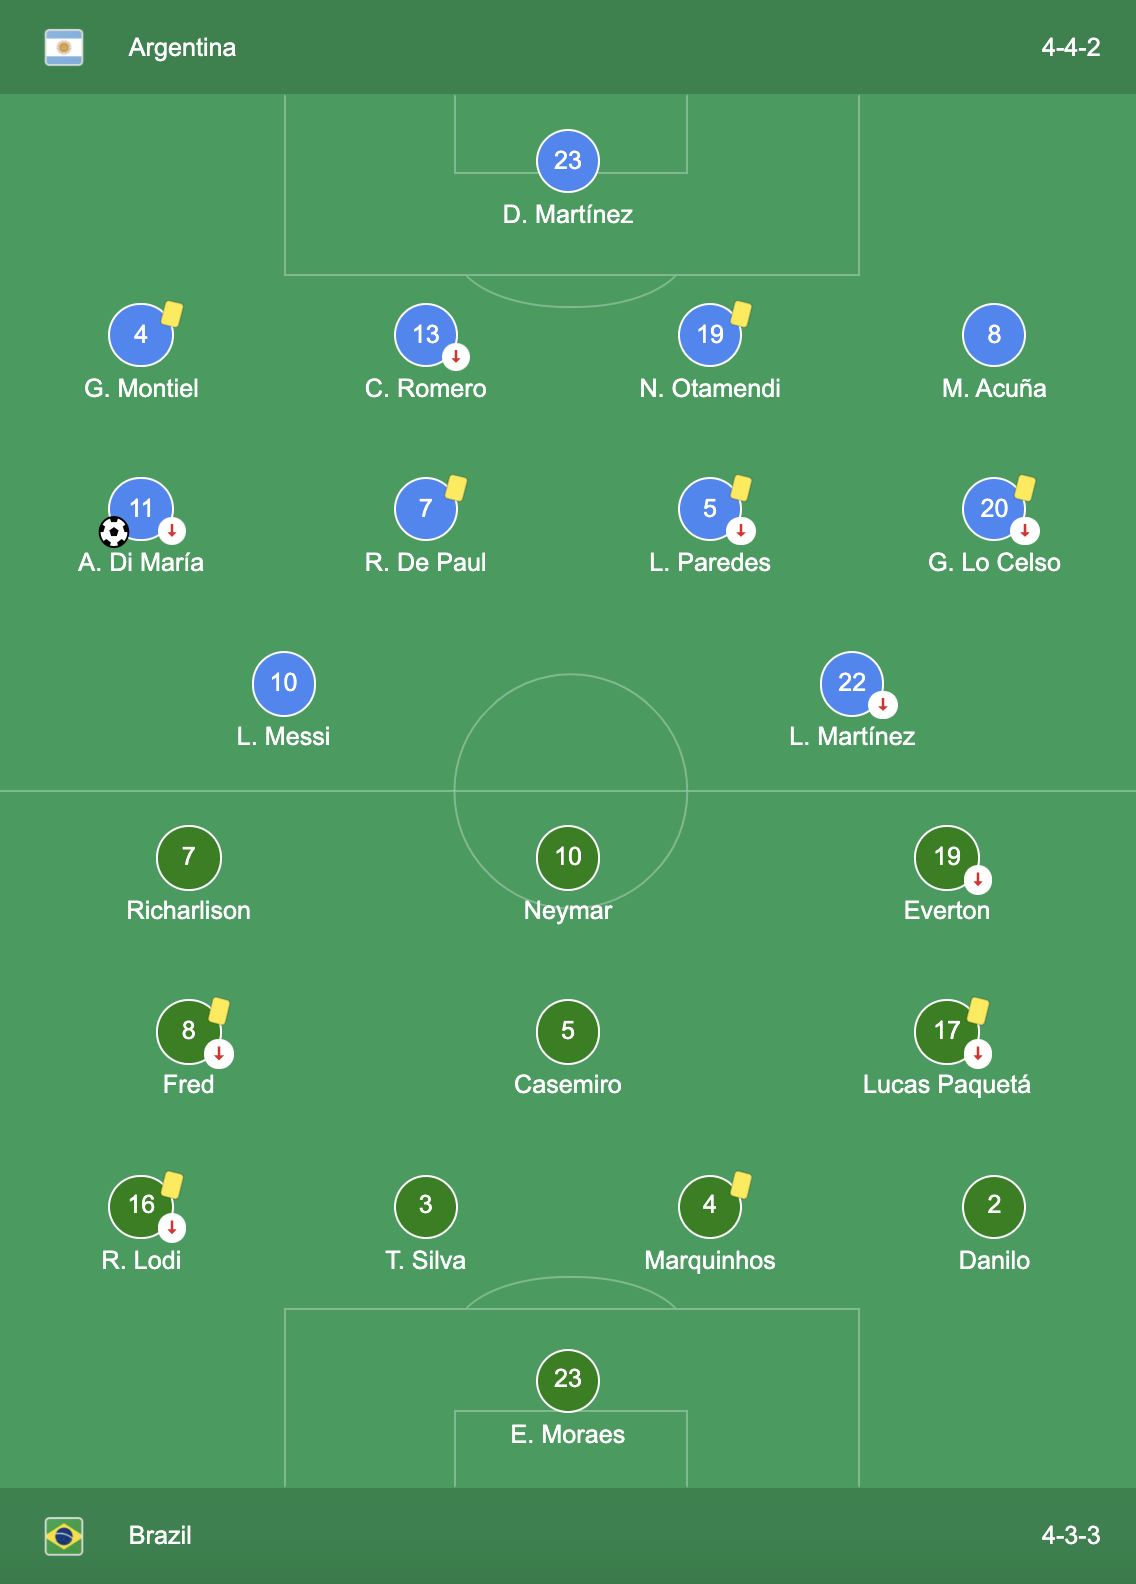 Argentina
4-4-2
23
D. Martínez
4
13
19
8
G. Montiel
C. Romero
N. Otamendi
M. Acuña
11
7
5
20
A. Di María
R. De Paul
L. Paredes
G. Lo Celso
10
22
L. Messi
L. Martínez
7
10
19
Richarlison
Neymar
Everton
8
5
17
Fred
Casemiro
Lucas Paquetá
16
3
4
2
R. Lodi
T. Silva
Marquinhos
Danilo
23
E. Moraes
Brazil
4-3-3